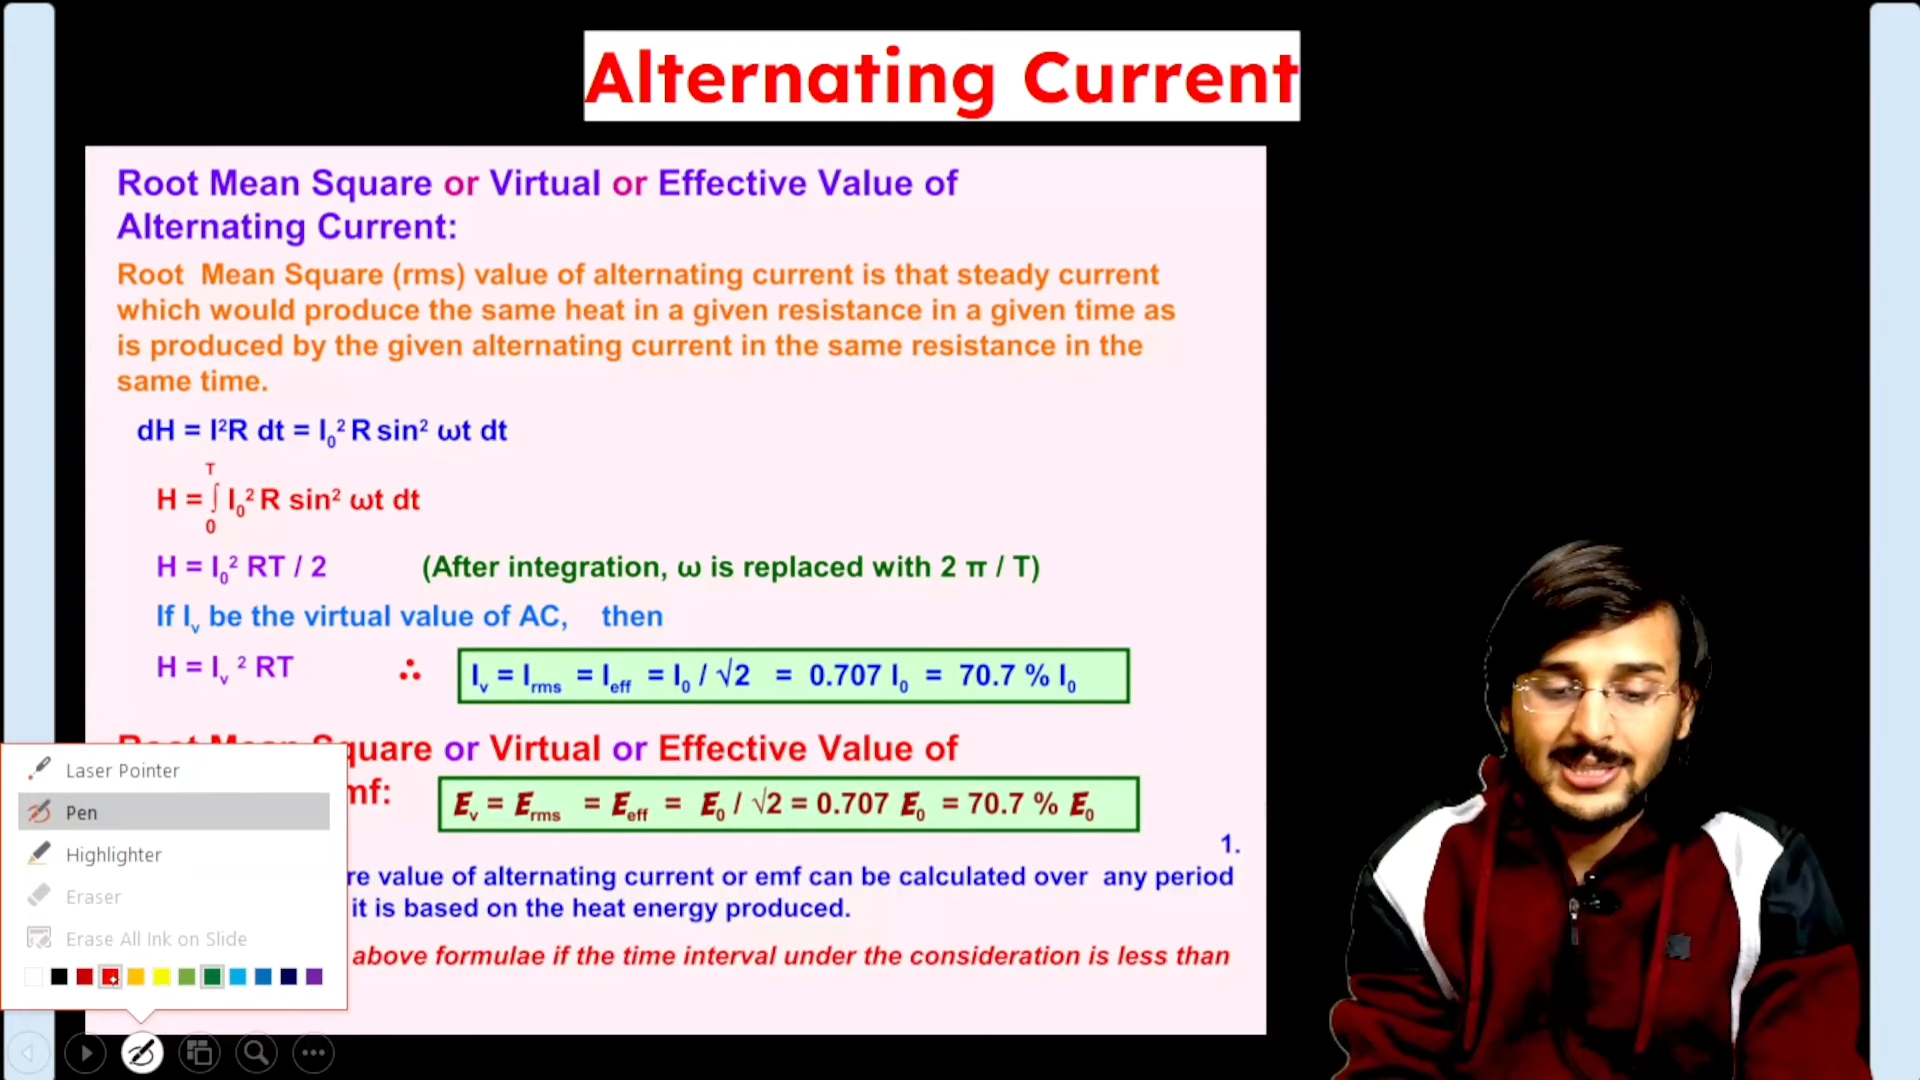 Alternating Current
Root Mean Square or Virtual or Effective Value of
Alternating Current:
Root Mean Square (rms) value of alternating current is that steady current
which would produce the same heat in a given resistance in a given time as
is produced by the given alternating current in the same resistance in the
same time.
dH = I²R dt = I₀² R sin² ωt dt
T
H = ∫ I₀² R sin² ωt dt
0
H = I₀² RT / 2 (After integration, ω is replaced with 2 π / T)
If Iᵥ be the virtual value of AC, then
H = Iᵥ ² RT ∴ Iᵥ = Irms = Ieff = I₀ / √2 = 0.707 I₀ = 70.7 % I₀
Root Mean Square or Virtual or Effective Value of
mf: Eᵥ = Erms = Eeff = E₀ / √2 = 0.707 E₀ = 70.7 % E₀
1.
re value of alternating current or emf can be calculated over any period
it is based on the heat energy produced.
above formulae if the time interval under the consideration is less than
Laser Pointer
Pen
Highlighter
Eraser
Erase All Ink on Slide